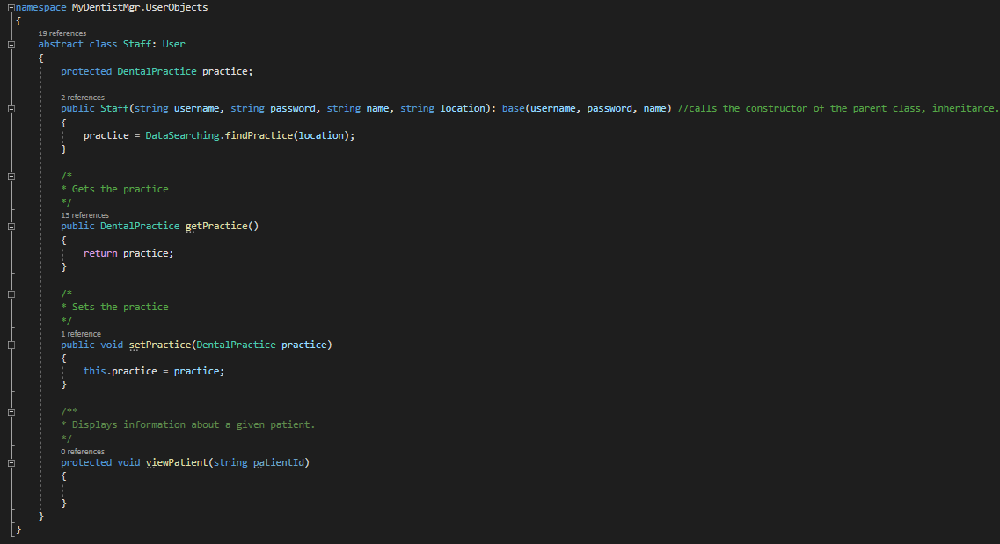 namespace MyDentistMgr.UserObjects
{
19 references
abstract class Staff: User
{
protected DentalPractice practice;
2 references
public Staff(string username, string password, string name, string location): base(username, password, name) //calls the constructor of the parent class, inheritance.
{
practice = DataSearching.findPractice(location);
}
/*
* Gets the practice
*/
13 references
public DentalPractice getPractice()
{
return practice;
}
/*
* Sets the practice
*/
1 reference
public void setPractice(DentalPractice practice)
{
this.practice = practice;
}
/**
* Displays information about a given patient.
*/
0 references
protected void viewPatient(string patientId)
{
}
}
}